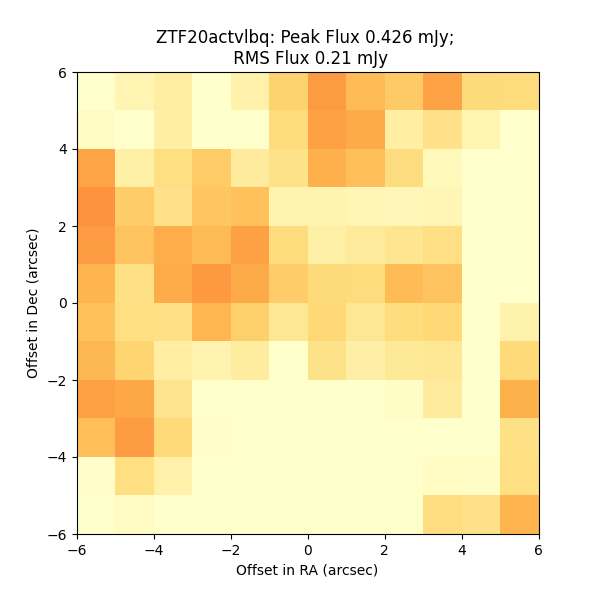 ZTF20actvlbq: Peak Flux 0.426 mJy;
RMS Flux 0.21 mJy
6
4
2
0
−2
−4
−6
Offset in Dec (arcsec)
−6 −4 −2 0 2 4 6
Offset in RA (arcsec)